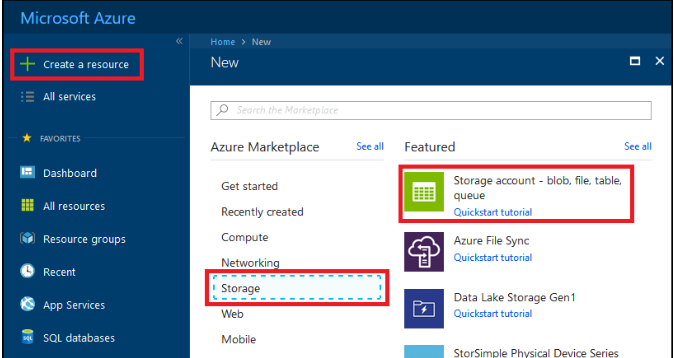 Microsoft Azure
«
Home > New
Create a resource
New
All services
Search the Marketplace
FAVORITES
Azure Marketplace
See all
Featured
See all
Dashboard
Get started
Storage account - blob, file, table,
queue
Quickstart tutorial
All resources
Recently created
Resource groups
Compute
Azure File Sync
Quickstart tutorial
Recent
Networking
App Services
Storage
Data Lake Storage Gen1
Quickstart tutorial
SQL databases
Web
Mobile
StorSimple Physical Device Series